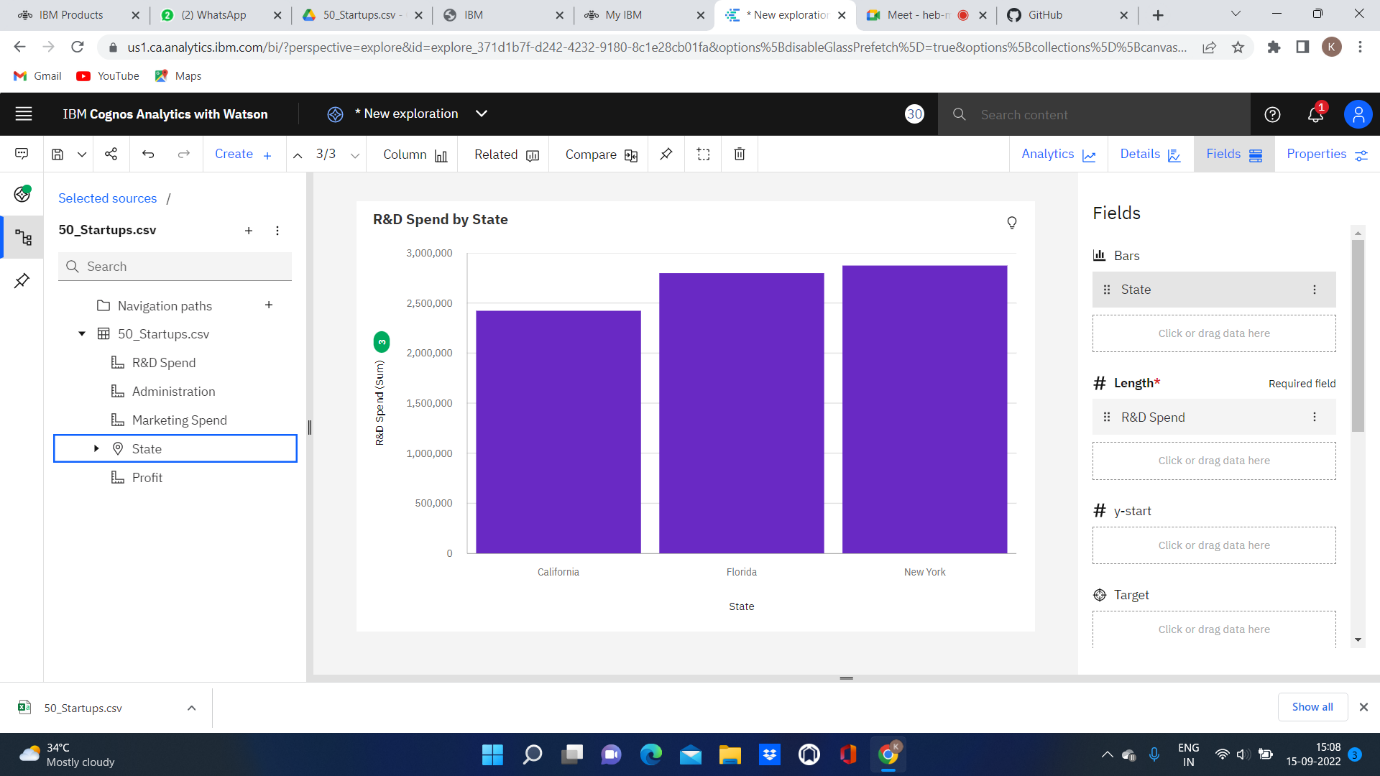 IBM Products
(2) WhatsApp
50_Startups.csv -
IBM
My IBM
* New exploration
Meet - heb-m
GitHub
us1.ca.analytics.ibm.com/bi/?perspective=explore&id=explore_371d1b7f-d242-4232-9180-8c1e28cb01fa&options%5BdisableGlassPrefetch%5D=true&options%5Bcollections%5D%5Bcanvas...
K
Gmail
YouTube
Maps
IBM Cognos Analytics with Watson
* New exploration
30
Search content
1
Create +
3/3
Column
Related
Compare
Analytics
Details
Fields
Properties
Selected sources /
50_Startups.csv
Search
Navigation paths
50_Startups.csv
R&D Spend
Administration
Marketing Spend
State
Profit
R&D Spend by State
3,000,000
2,500,000
2,000,000
1,500,000
1,000,000
500,000
0
R&D Spend (Sum)
3
California
Florida
New York
State
Fields
Bars
State
Click or drag data here
# Length*
Required field
R&D Spend
Click or drag data here
# y-start
Click or drag data here
Target
Click or drag data here
50_Startups.csv
Show all
34°C
Mostly cloudy
K
ENG
IN
15:08
15-09-2022
3